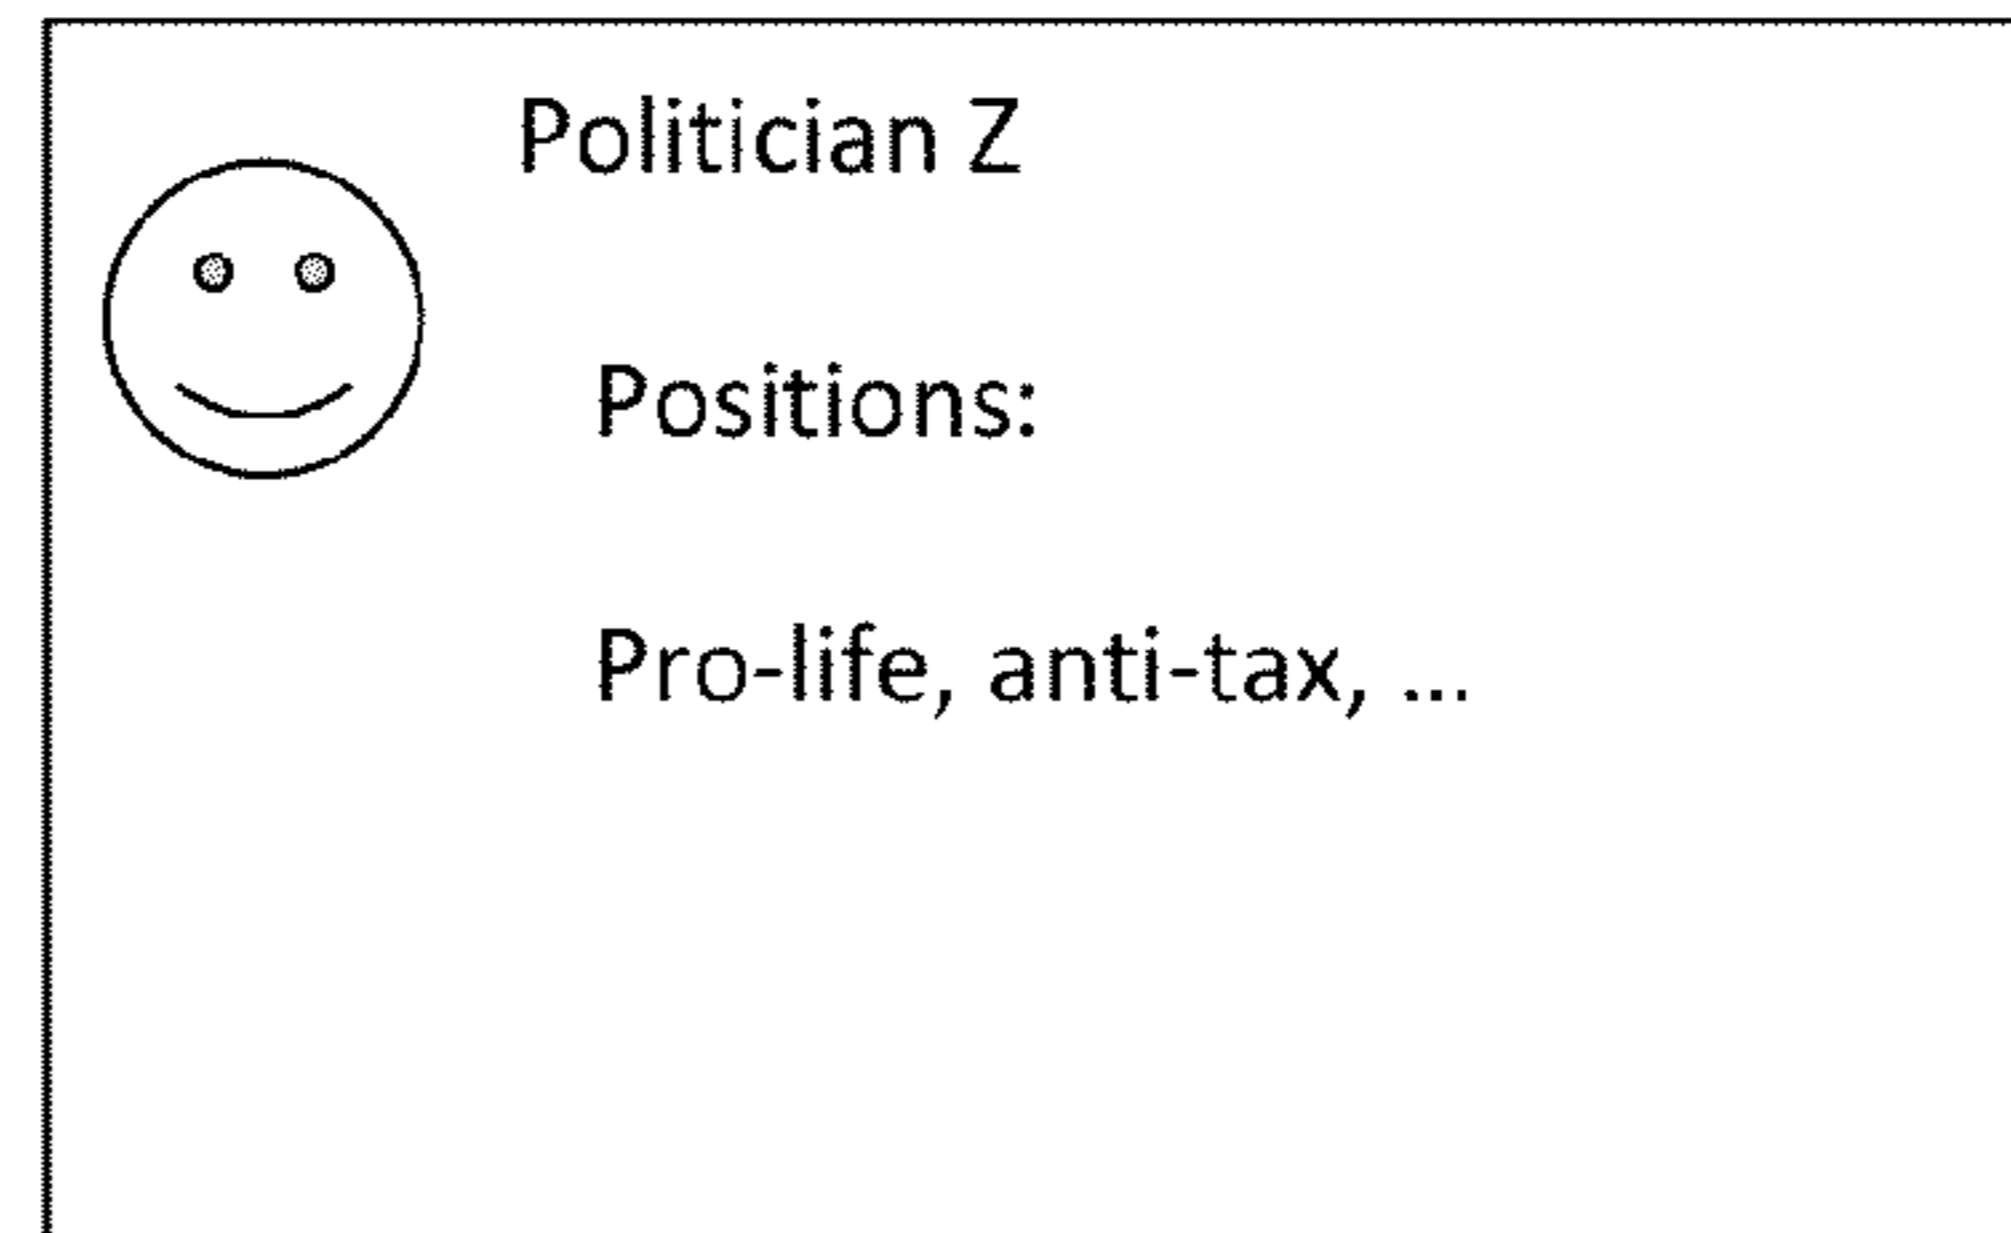 Politician Z
Positions:
Pro-life, anti-tax, ...